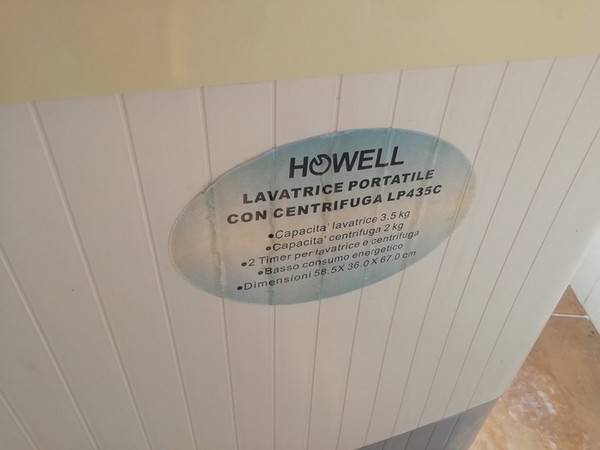 HOWELL
LAVATRICE PORTATILE
CON CENTRIFUGA LP435C
•Capacita' lavatrice 3.5 kg
•Capacita' centrifuga 2 kg
•2 Timer per lavatrice e centrifuga
•Basso consumo energetico
•Dimensioni 58.5X 36.0X 67.0 cm